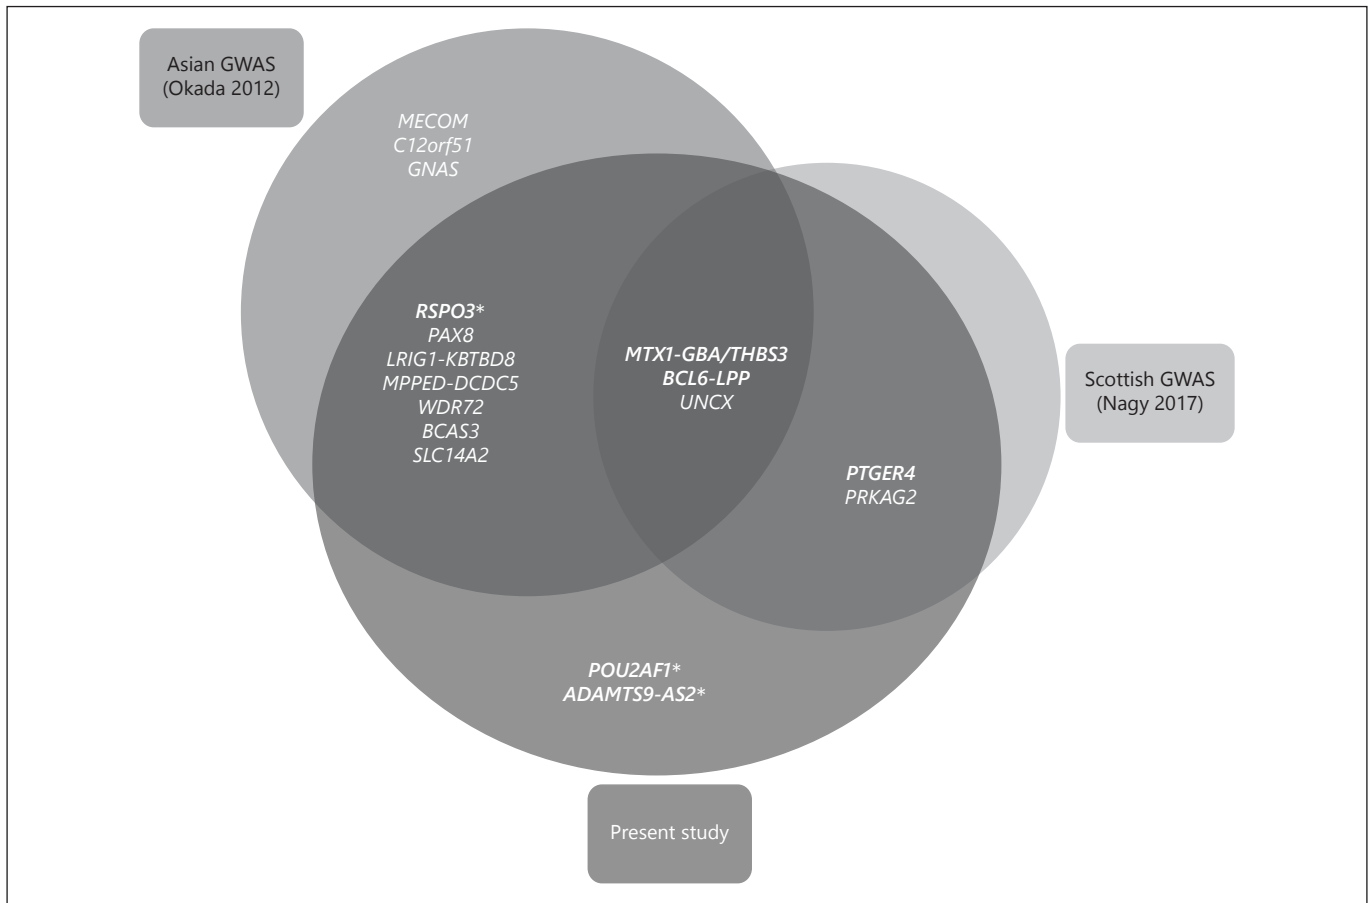 Asian GWAS
(Okada 2012)
MECOM
C12orf51
GNAS
RSPO3*
PAX8
LRIG1-KBTBD8
MPPED-DCDC5
WDR72
BCAS3
SLC14A2
MTX1-GBA/THBS3
BCL6-LPP
UNCX
Scottish GWAS
(Nagy 2017)
PTGER4
PRKAG2
POU2AF1*
ADAMTS9-AS2*
Present study